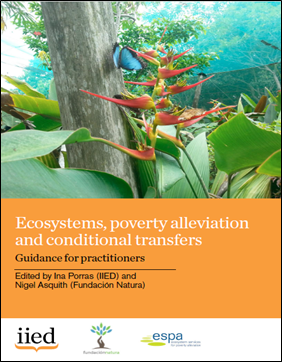 Ecosystems, poverty alleviation
and conditional transfers
Guidance for practitioners
Edited by Ina Porras (IIED) and
Nigel Asquith (Fundación Natura)
iied
fundaciónnatura
espa